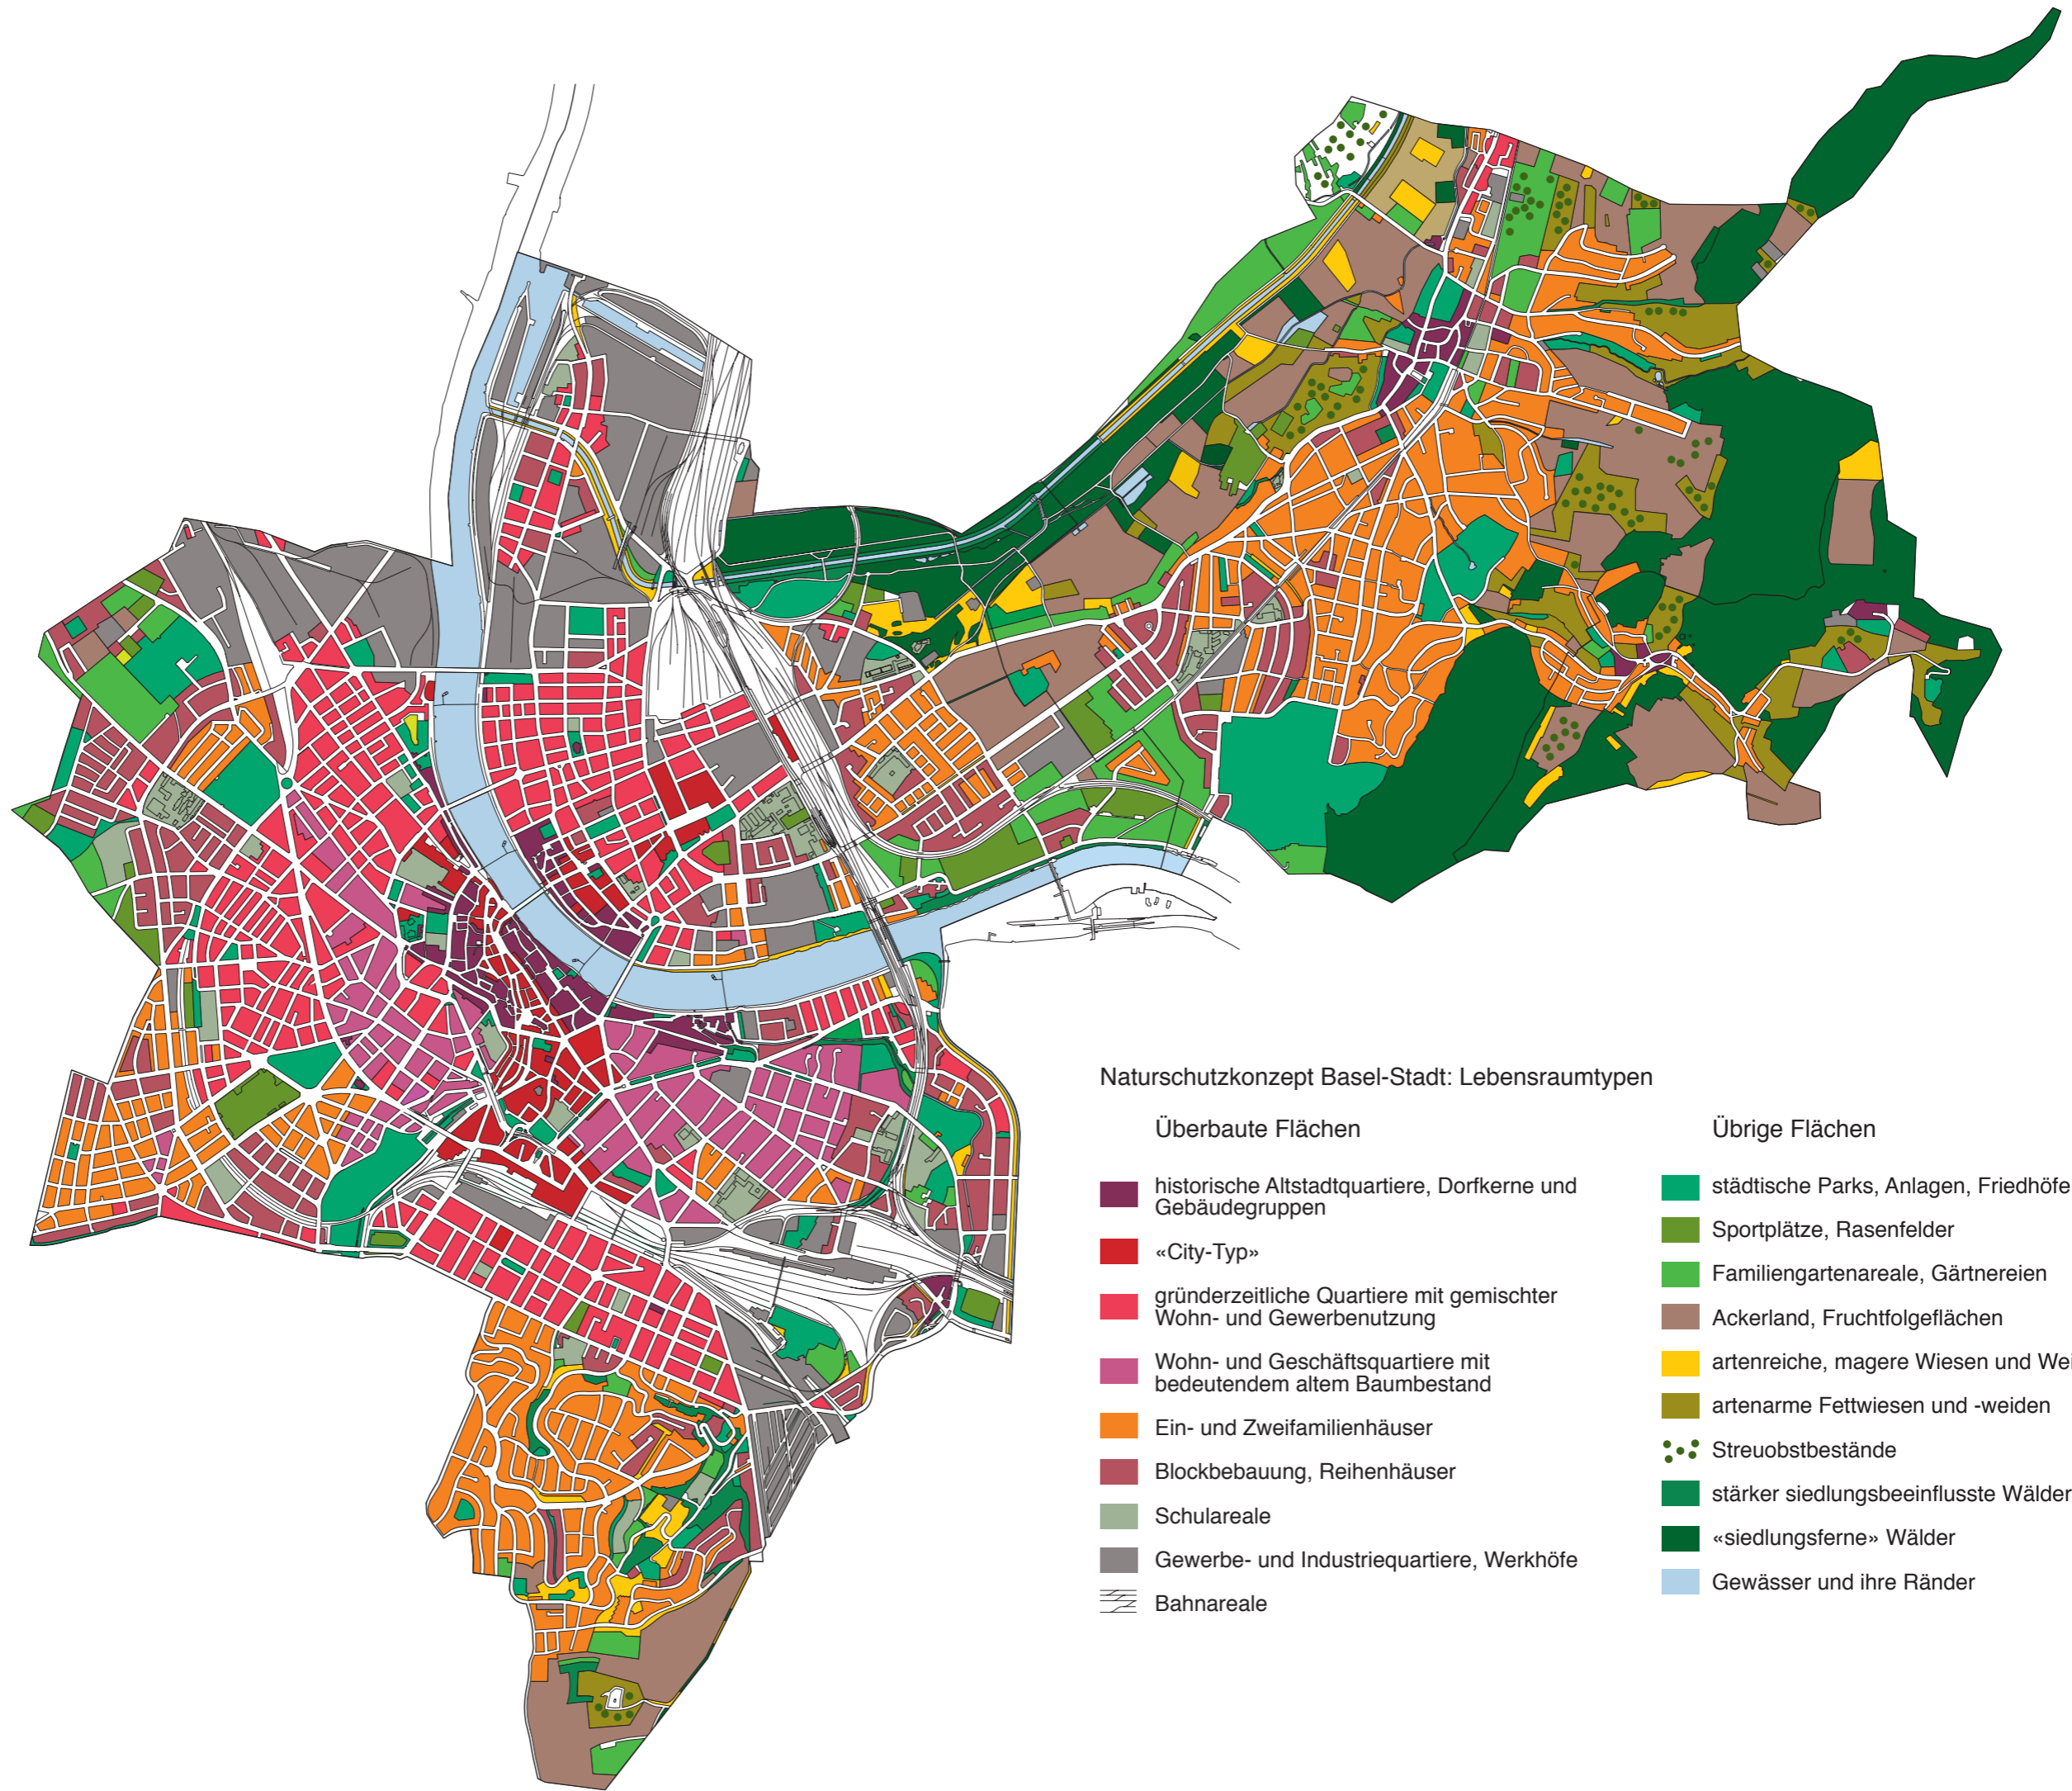 Naturschutzkonzept Basel-Stadt: Lebensraumtypen
Überbaute Flächen
historische Altstadtquartiere, Dorfkerne und
Gebäudegruppen
«City-Typ»
gründerzeitliche Quartiere mit gemischter
Wohn- und Gewerbenutzung
Wohn- und Geschäftsquartiere mit
bedeutendem altem Baumbestand
Ein- und Zweifamilienhäuser
Blockbebauung, Reihenhäuser
Schulareale
Gewerbe- und Industriequartiere, Werkhöfe
Bahnareale
Übrige Flächen
städtische Parks, Anlagen, Friedhöfe
Sportplätze, Rasenfelder
Familiengartenareale, Gärtnereien
Ackerland, Fruchtfolgeflächen
artenreiche, magere Wiesen und
artenarme Fettwiesen und -weiden
Streuobstbestände
stärker siedlungsbeeinflusste Wälder
«siedlungsferne» Wälder
Gewässer und ihre Ränder